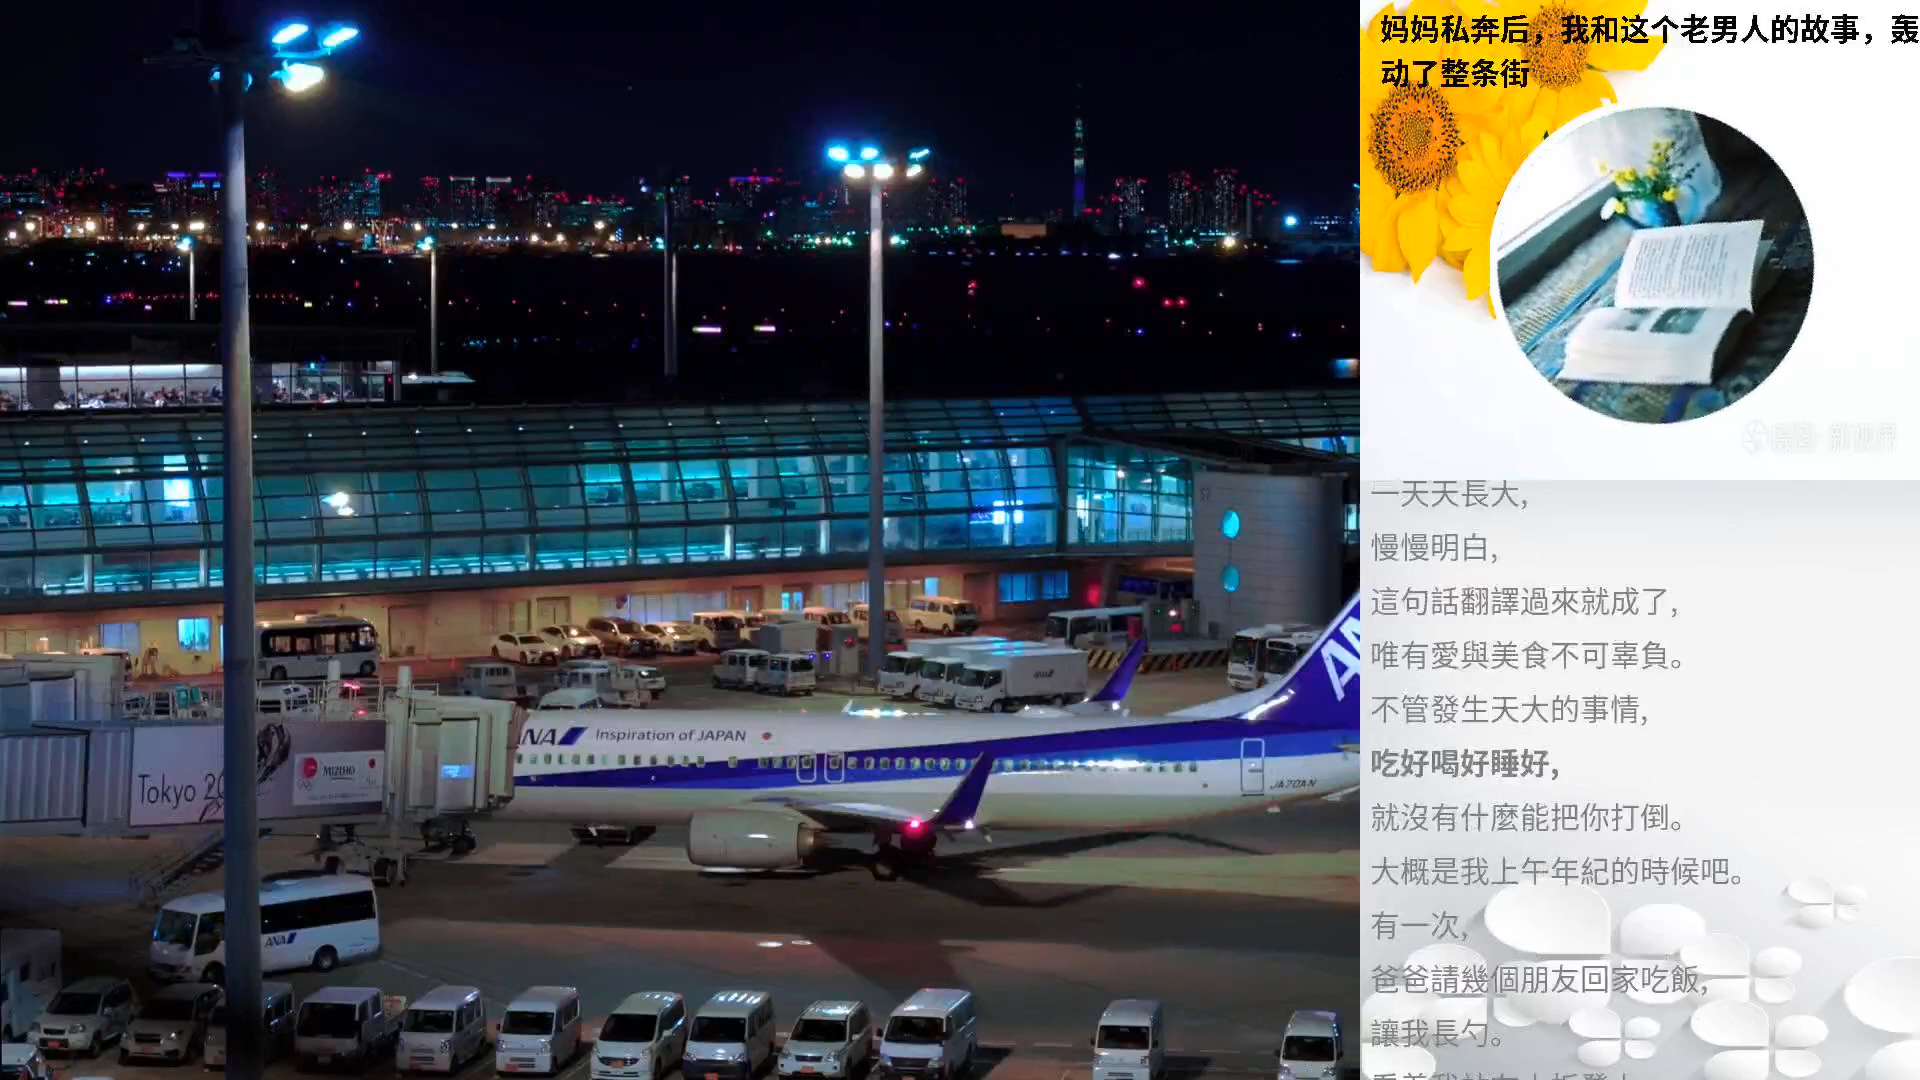 妈妈私奔后，我和这个老男人的故事，轰
动了整条街
一天天長大,
慢慢明白,
這句話翻譯過來就成了,
唯有愛與美食不可辜負。
不管發生天大的事情,
吃好喝好睡好,
就沒有什麼能把你打倒。
大概是我上午年紀的時候吧。
有一次,
爸爸請幾個朋友回家吃飯,
讓我長勺。
ANA
Inspiration of JAPAN
AN
JA70AN
Tokyo 20
MIZUHO
ANA
57